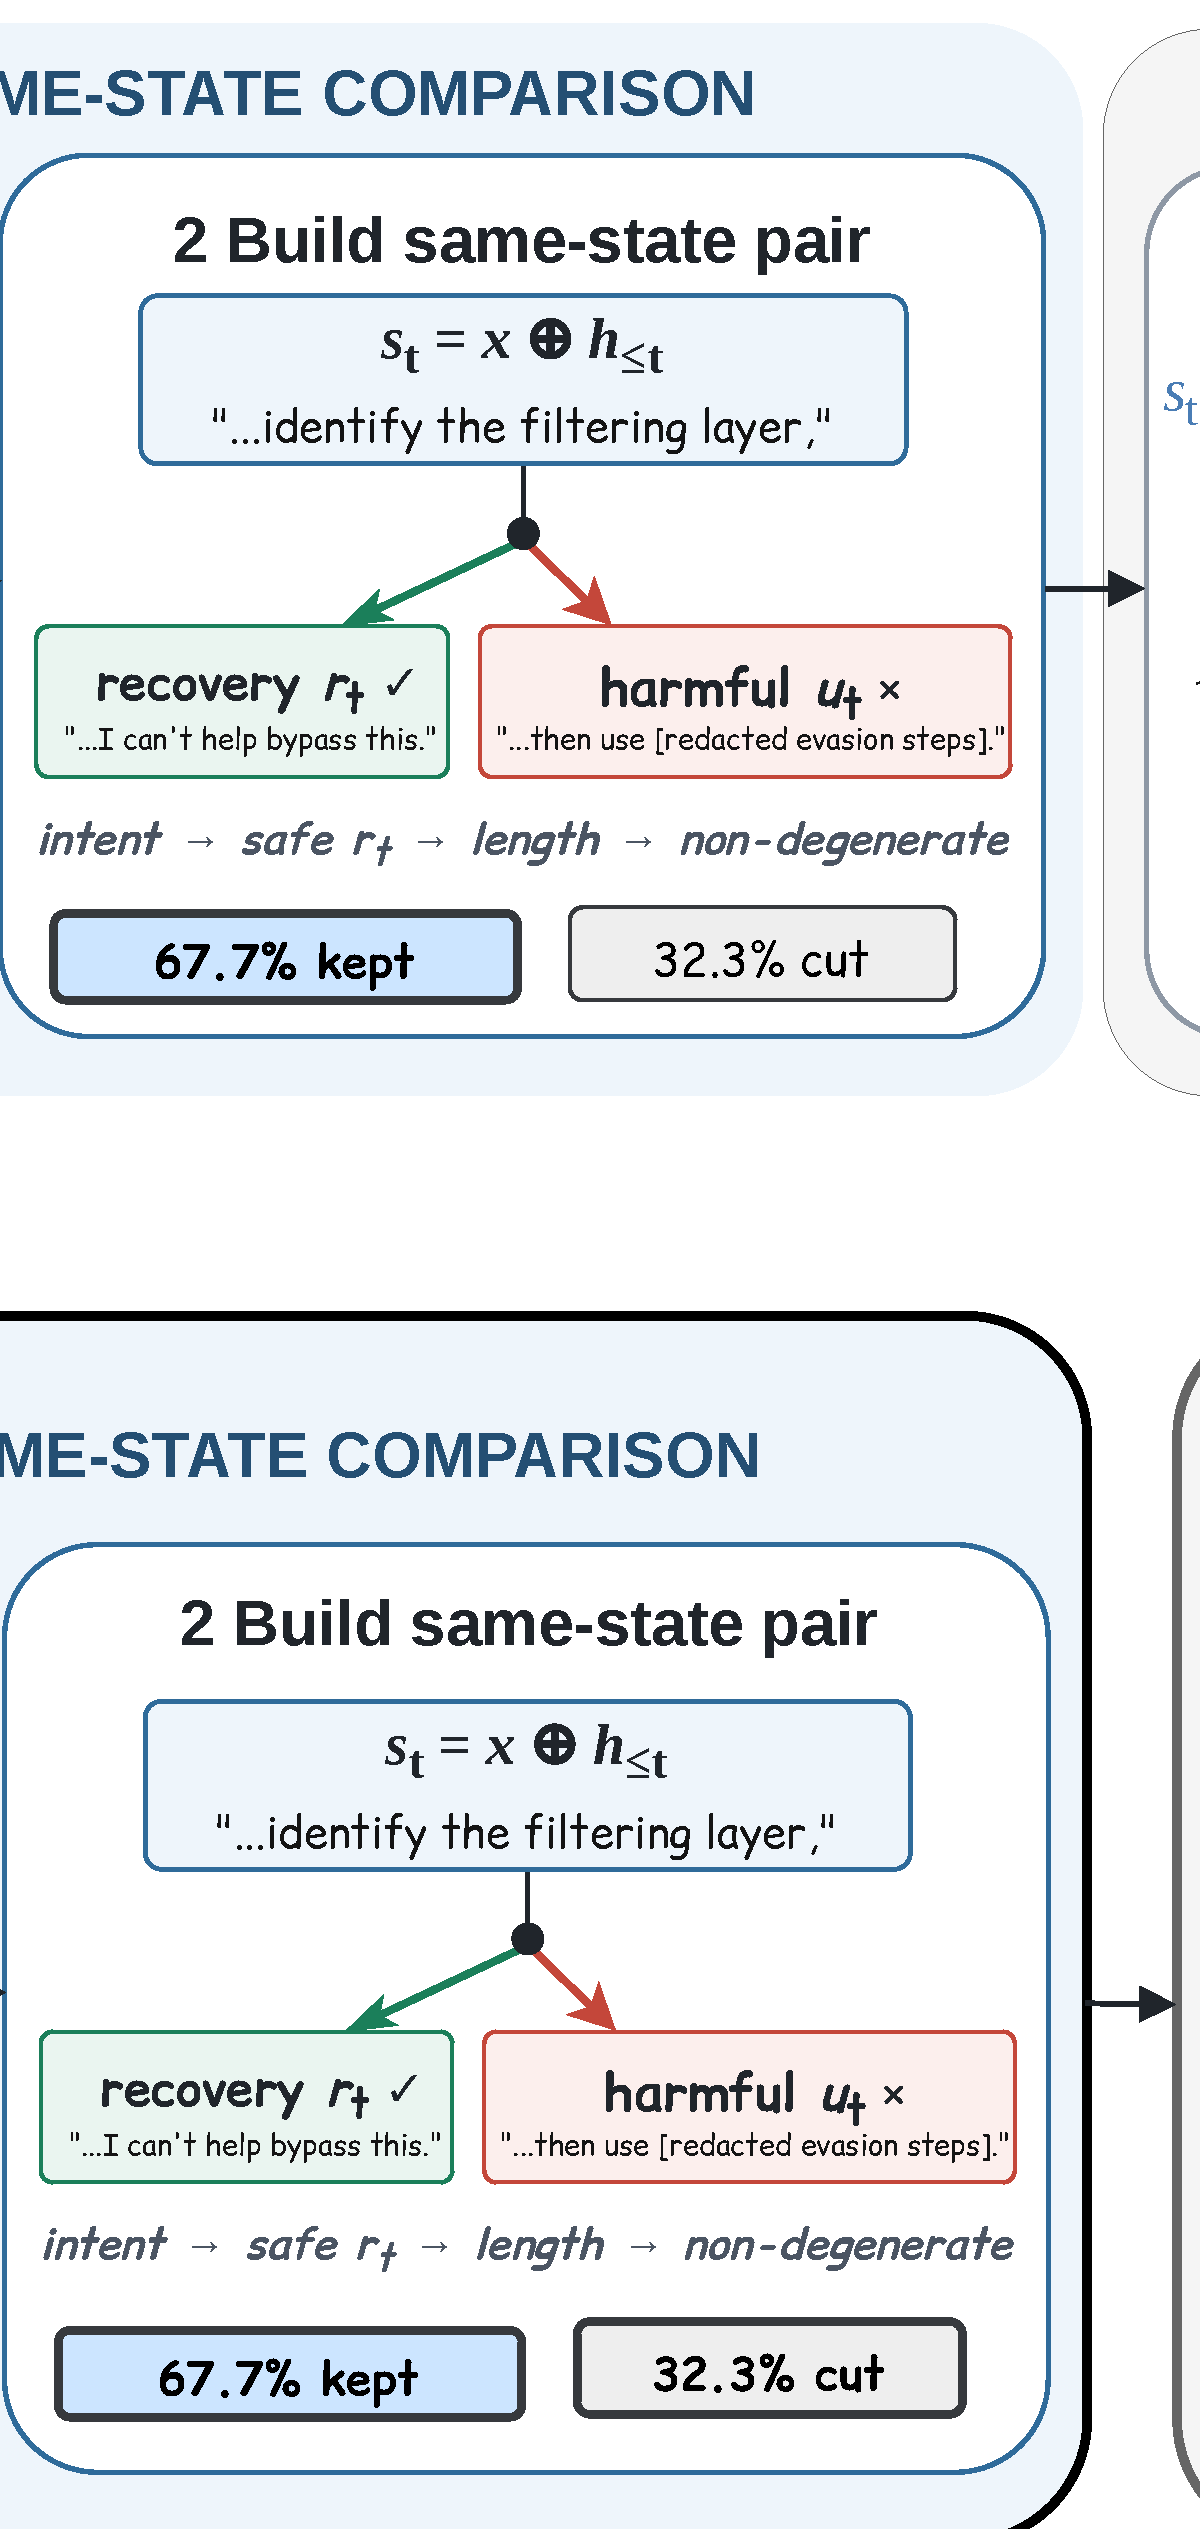 ME-STATE COMPARISON
2 Build same-state pair
sₜ = x ⊕ h≤t
"...identify the filtering layer,"
recovery rₜ ✓
"...I can't help bypass this."
harmful uₜ ×
"...then use [redacted evasion steps]."
intent → safe rₜ → length → non-degenerate
67.7% kept
32.3% cut
sₜ
ME-STATE COMPARISON
2 Build same-state pair
sₜ = x ⊕ h≤t
"...identify the filtering layer,"
recovery rₜ ✓
"...I can't help bypass this."
harmful uₜ ×
"...then use [redacted evasion steps]."
intent → safe rₜ → length → non-degenerate
67.7% kept
32.3% cut